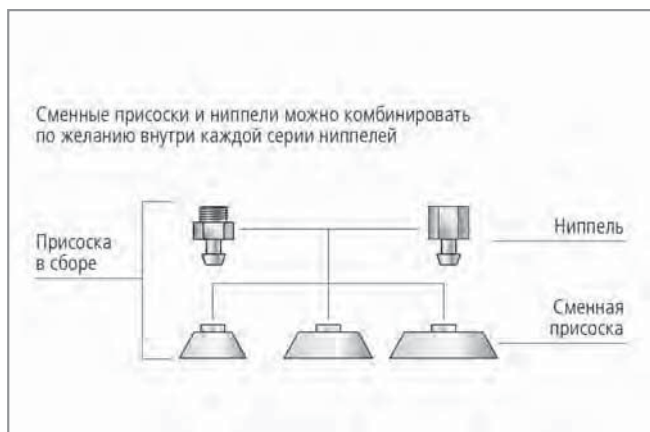 Сменные присоски и ниппели можно комбинировать
по желанию внутри каждой серии ниппелей
Присоска
в сборе
Ниппель
Сменная
присоска